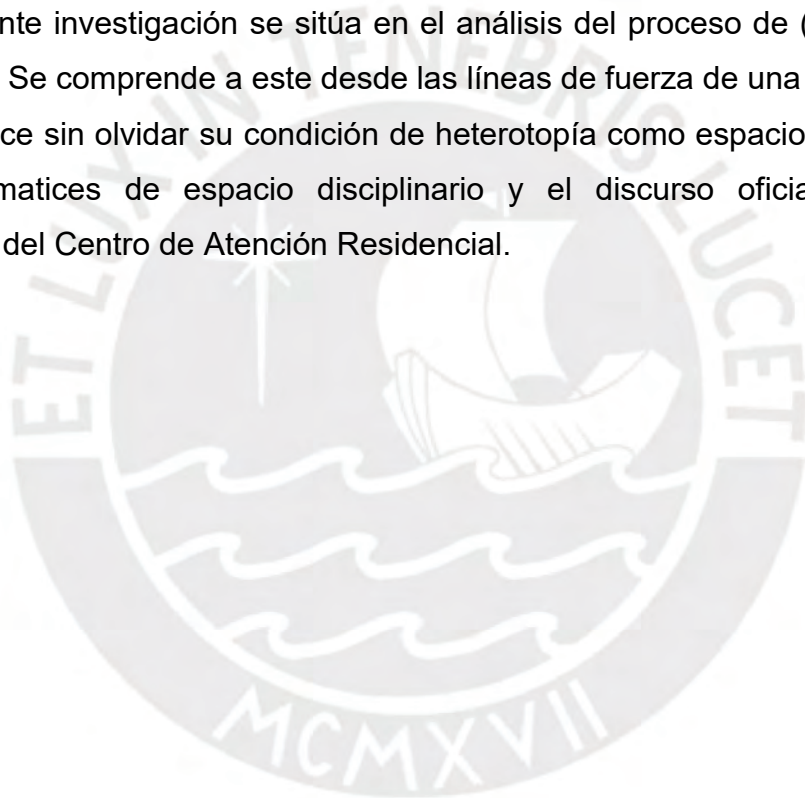 nte investigación se sitúa en el análisis del proceso de (
Se comprende a este desde las líneas de fuerza de una
ce sin olvidar su condición de heterotopía como espacio
matices de espacio disciplinario y el discurso oficia
del Centro de Atención Residencial.
ET LUX IN TENEBRIS LUCET
MCMXVII